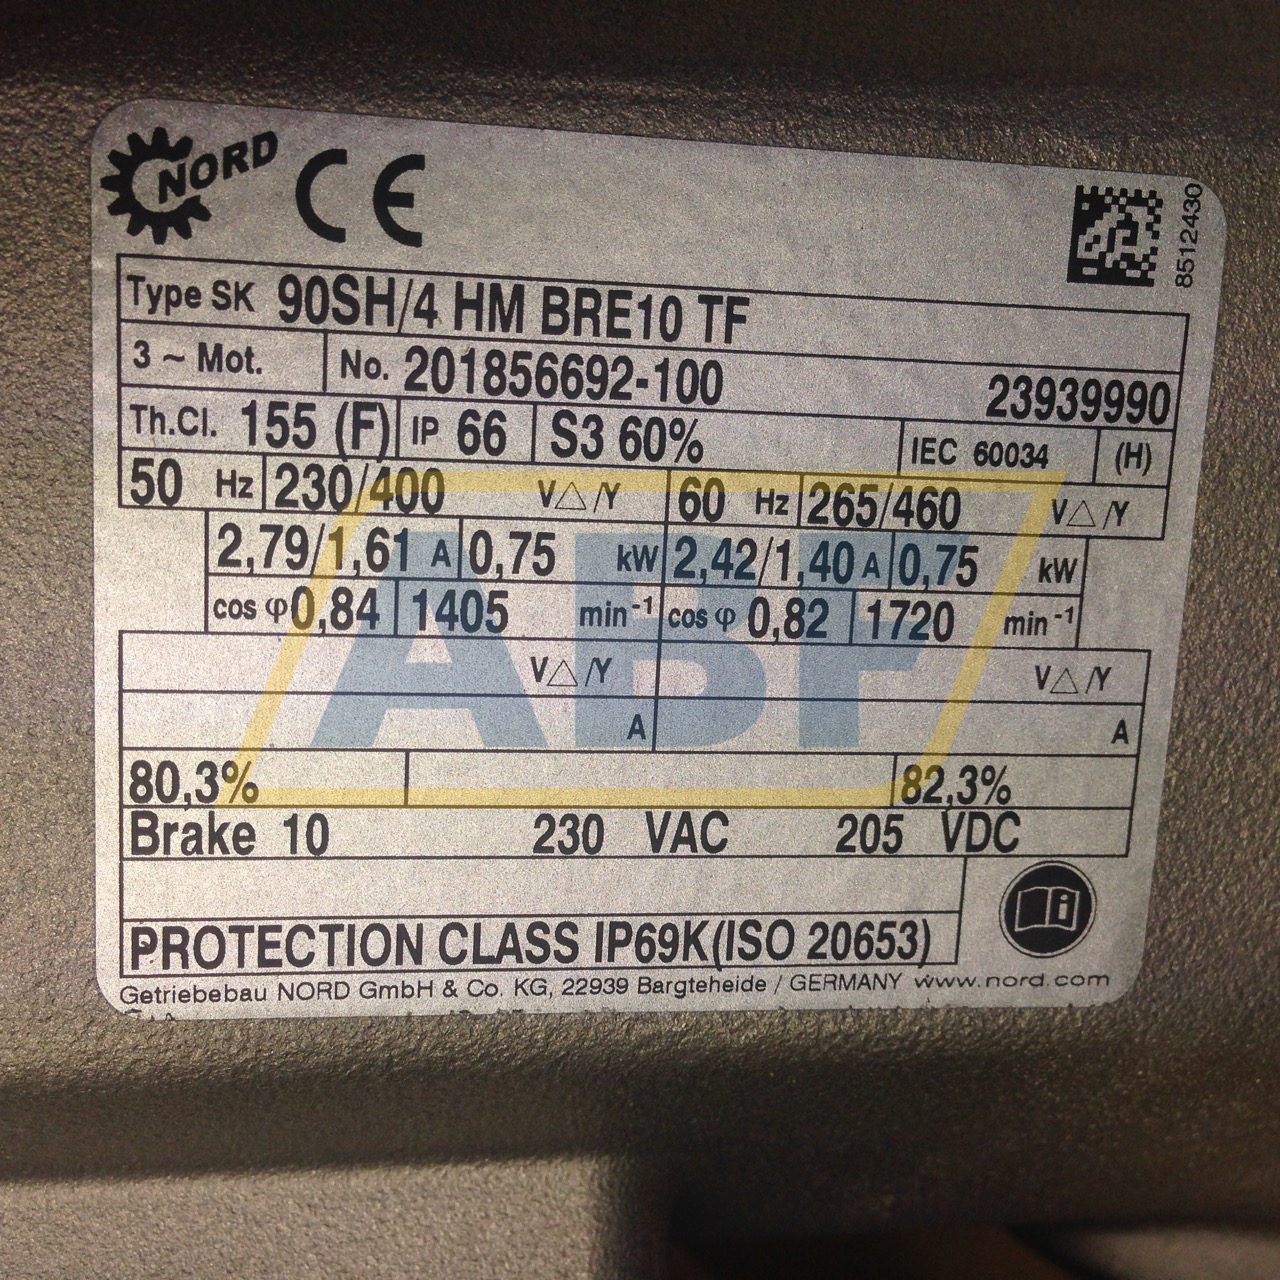 NORD CE
8512430
Type SK 90SH/4 HM BRE10 TF
3 ~ Mot. No. 201856692-100 23939990
Th.Cl. 155 (F) IP 66 S3 60% IEC 60034 (H)
50 Hz 230/400 V△/Y 60 Hz 265/460 V△/Y
2,79/1,61 A 0,75 kW 2,42/1,40 A 0,75 kW
cos φ 0,84 1405 min⁻¹ cos φ 0,82 1720 min⁻¹
V△/Y V△/Y
A A
ABF
80,3% 82,3%
Brake 10 230 VAC 205 VDC
PROTECTION CLASS IP69K(ISO 20653)
Getriebebau NORD GmbH & Co. KG, 22939 Bargteheide / GERMANY www.nord.com